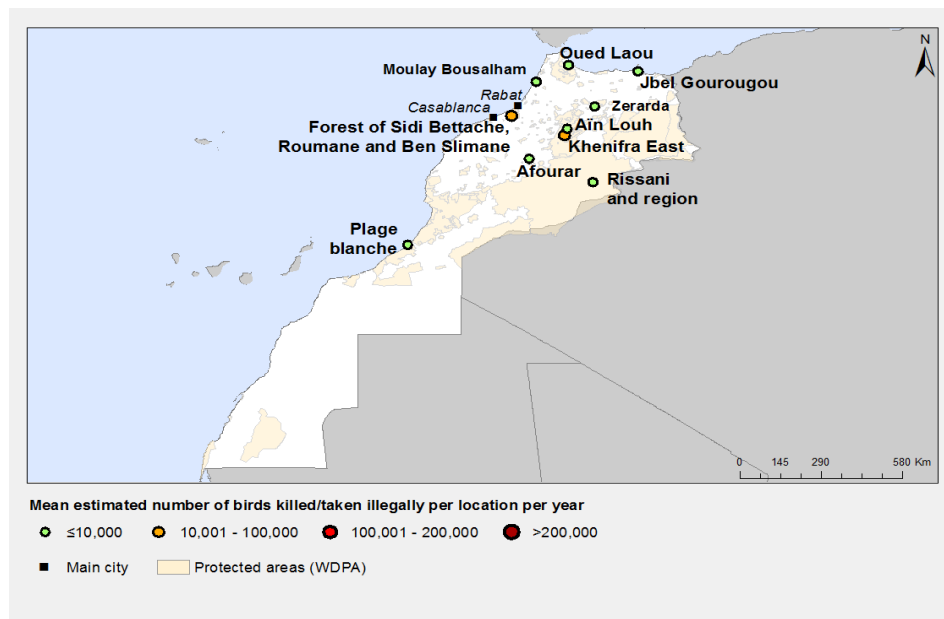 N
Oued Laou
Moulay Bousalham
Jbel Gourougou
Rabat
Casablanca
Zerarda
Forest of Sidi Bettache,
Roumane and Ben Slimane
Aïn Louh
Khenifra East
Afourar
Rissani
and region
Plage
blanche
0 145 290 580 Km
Mean estimated number of birds killed/taken illegally per location per year
≤10,000 10,001 - 100,000 100,001 - 200,000 >200,000
Main city Protected areas (WDPA)